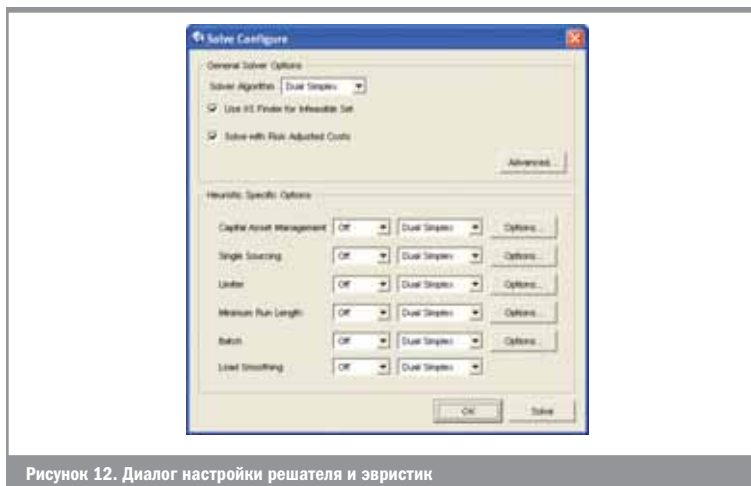 Solve Configure
General Solver Options
Solver Algorithm Dual Simplex
Use IIS Finder for Infeasible Set
Solve with Risk Adjusted Costs
Advanced...
Heuristic Specific Options
Capital Asset Management Off Dual Simplex Options...
Single Sourcing Off Dual Simplex Options...
Limiter Off Dual Simplex Options...
Minimum Run Length Off Dual Simplex Options...
Batch Off Dual Simplex Options...
Load Smoothing Off Dual Simplex
OK Solve
Рисунок 12. Диалог настройки решателя и эвристик